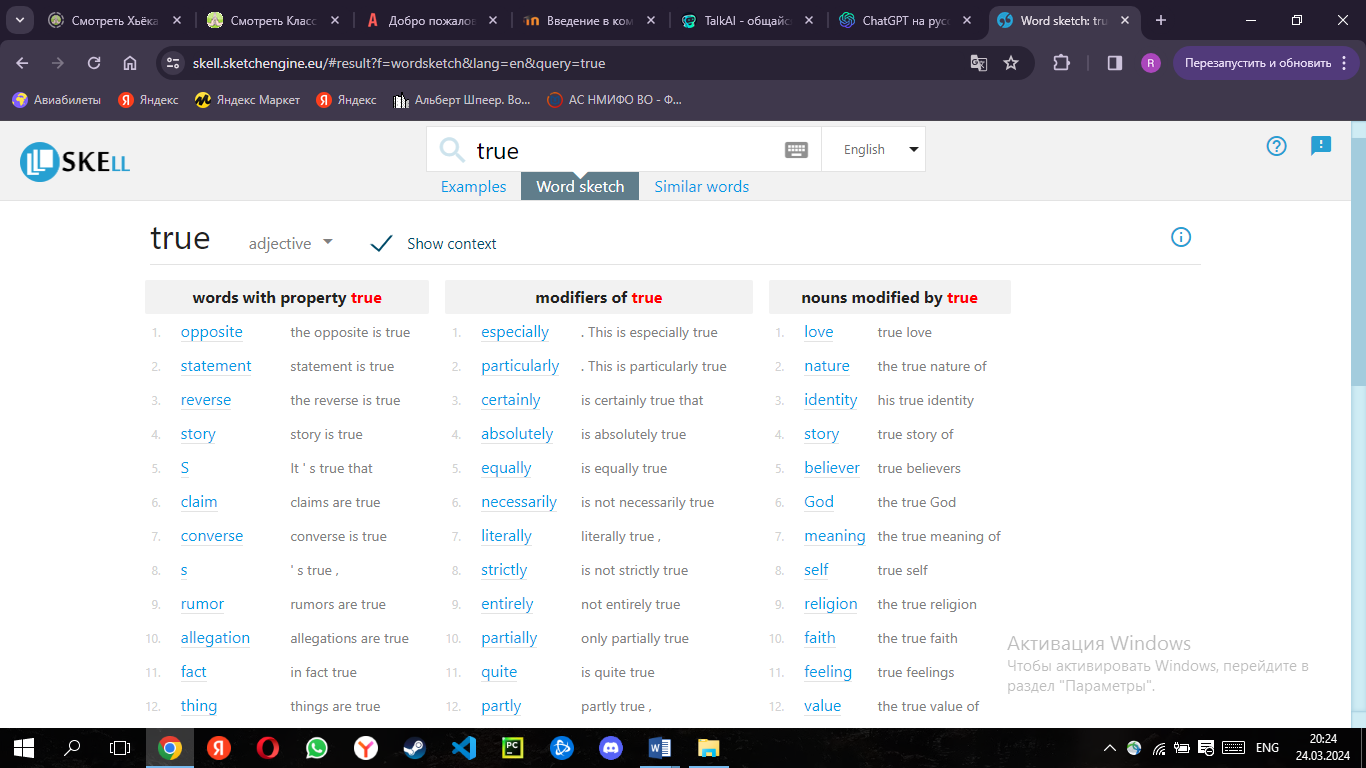 Смотреть Хьёка
Смотреть Класс
Добро пожалов
Введение в ком
TalkAI - общайс
ChatGPT на русс
Word sketch: tru
skell.sketchengine.eu/#result?f=wordsketch&lang=en&query=true
R
Перезапустить и обновить
Авиабилеты
Яндекс
Яндекс Маркет
Яндекс
Альберт Шпеер. Во...
АС НМИФО ВО - Ф...
SKELL
true
English
Examples
Word sketch
Similar words
true
adjective
Show context
words with property true
modifiers of true
nouns modified by true
1. opposite the opposite is true
2. statement statement is true
3. reverse the reverse is true
4. story story is true
5. S It ' s true that
6. claim claims are true
7. converse converse is true
8. s ' s true ,
9. rumor rumors are true
10. allegation allegations are true
11. fact in fact true
12. thing things are true
1. especially . This is especially true
2. particularly . This is particularly true
3. certainly is certainly true that
4. absolutely is absolutely true
5. equally is equally true
6. necessarily is not necessarily true
7. literally literally true ,
8. strictly is not strictly true
9. entirely not entirely true
10. partially only partially true
11. quite is quite true
12. partly partly true ,
1. love true love
2. nature the true nature of
3. identity his true identity
4. story true story of
5. believer true believers
6. God the true God
7. meaning the true meaning of
8. self true self
9. religion the true religion
10. faith the true faith
11. feeling true feelings
12. value the true value of
Активация Windows
Чтобы активировать Windows, перейдите в
раздел "Параметры".
ENG
20:24
24.03.2024